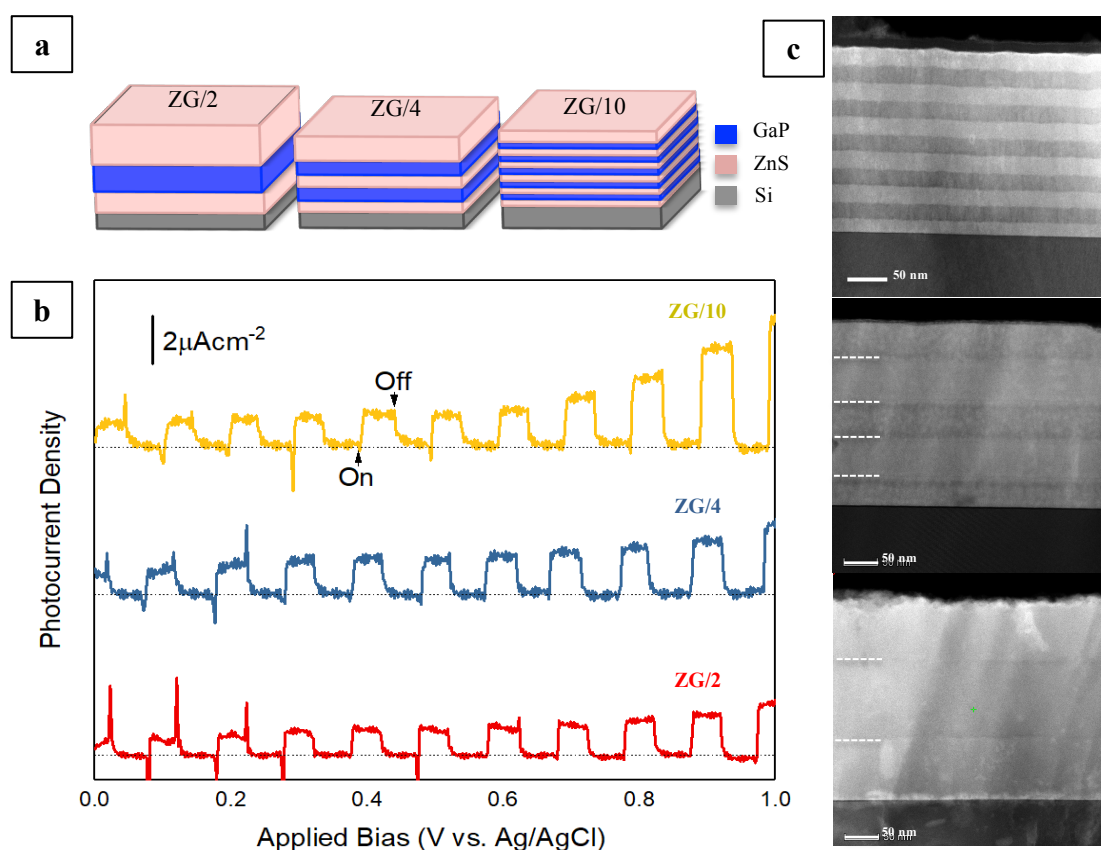 a
ZG/2
ZG/4
ZG/10
GaP
ZnS
Si
b
2μAcm-2
ZG/10
Off
On
ZG/4
ZG/2
Photocurrent Density
0.0
0.2
0.4
0.6
0.8
1.0
Applied Bias (V vs. Ag/AgCl)
c
50 nm
50 nm
50 nm